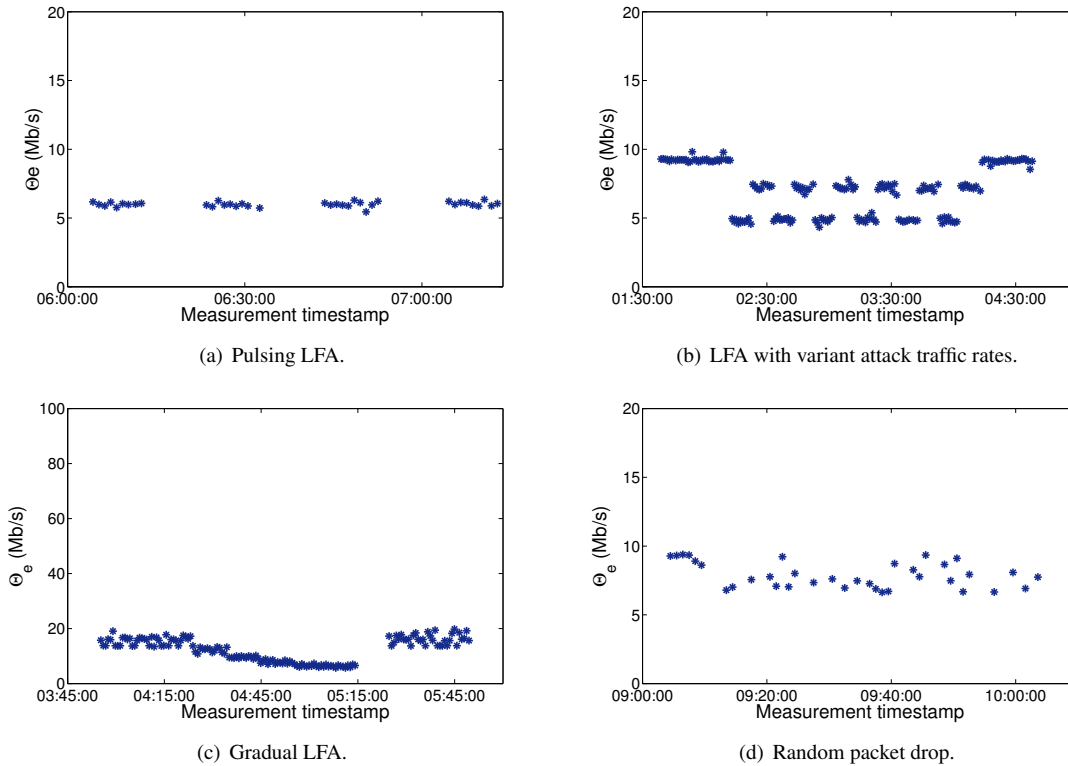 20
15
10
5
0
Θe (Mb/s)
06:00:00 06:30:00 07:00:00
Measurement timestamp
(a) Pulsing LFA.
20
15
10
5
0
Θe (Mb/s)
01:30:00 02:30:00 03:30:00 04:30:00
Measurement timestamp
(b) LFA with variant attack traffic rates.
100
80
60
40
20
0
Θe (Mb/s)
03:45:00 04:15:00 04:45:00 05:15:00 05:45:00
Measurement timestamp
(c) Gradual LFA.
20
15
10
5
0
Θe (Mb/s)
09:00:00 09:20:00 09:40:00 10:00:00
Measurement timestamp
(d) Random packet drop.